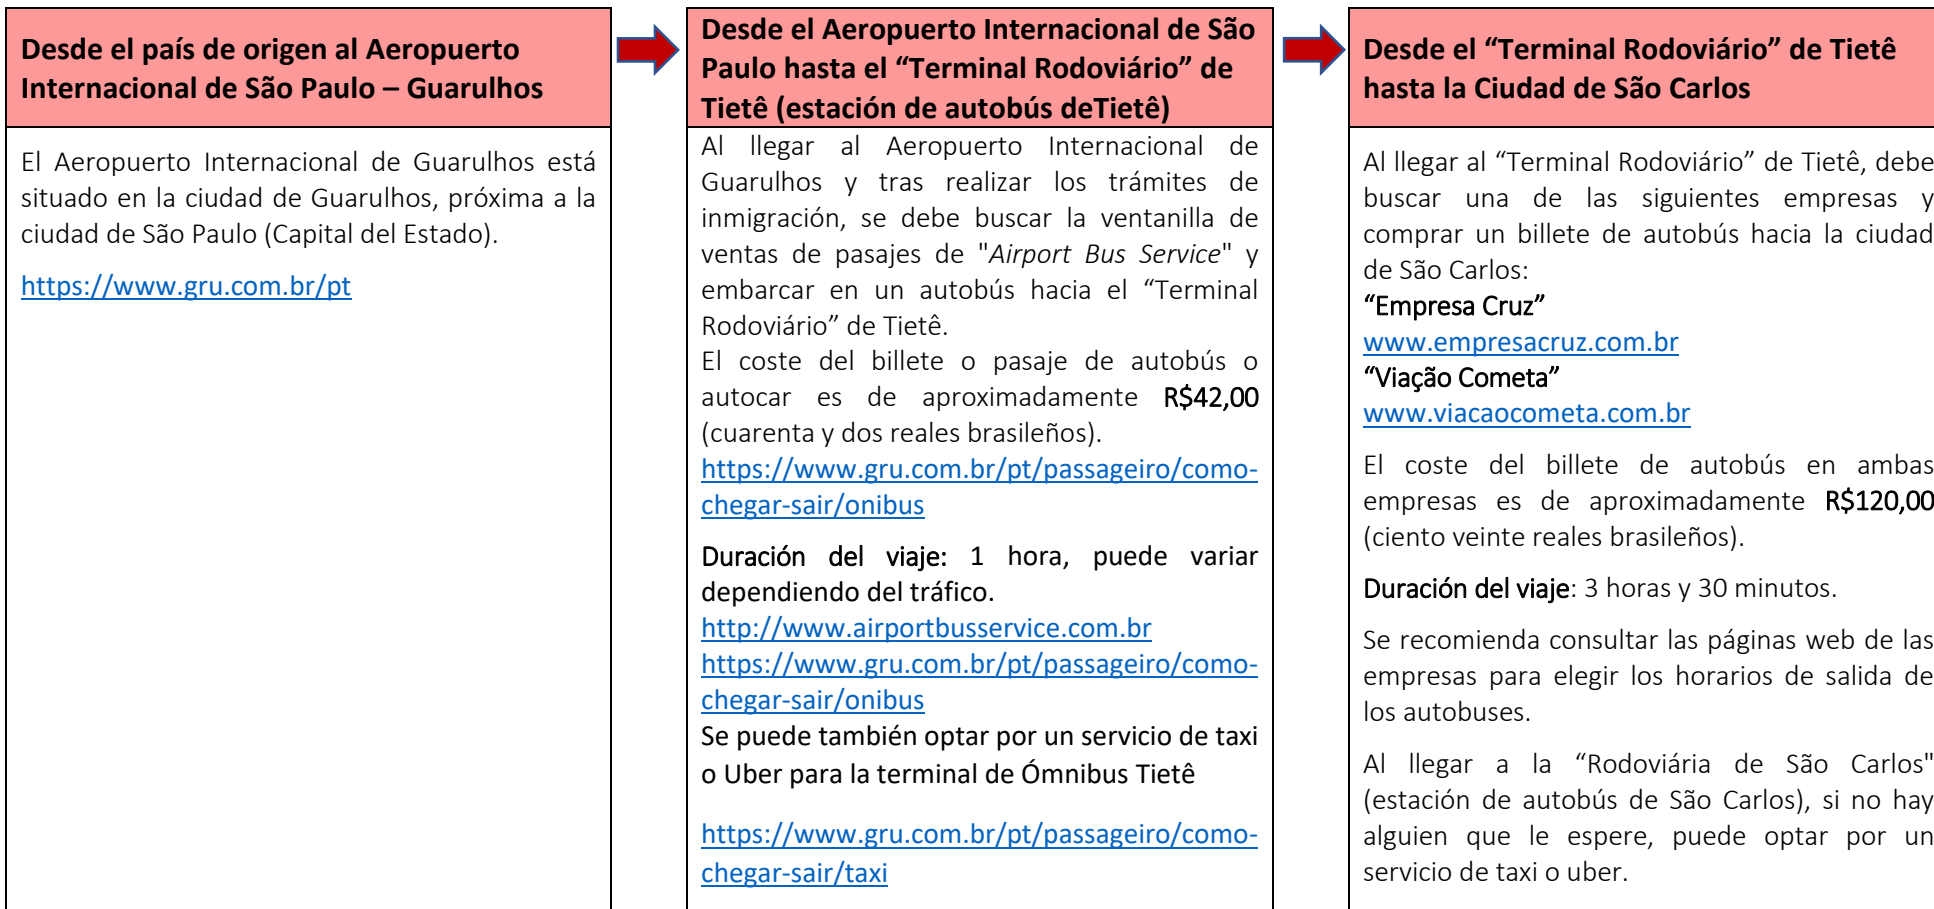 Desde el país de origen al Aeropuerto
Internacional de São Paulo – Guarulhos
El Aeropuerto Internacional de Guarulhos está
situado en la ciudad de Guarulhos, próxima a la
ciudad de São Paulo (Capital del Estado).
https://www.gru.com.br/pt
Desde el Aeropuerto Internacional de São
Paulo hasta el “Terminal Rodoviário” de
Tietê (estación de autobús deTietê)
Al llegar al Aeropuerto Internacional de
Guarulhos y tras realizar los trámites de
inmigración, se debe buscar la ventanilla de
ventas de pasajes de "Airport Bus Service" y
embarcar en un autobús hacia el “Terminal
Rodoviário” de Tietê.
El coste del billete o pasaje de autobús o
autocar es de aproximadamente R$42,00
(cuarenta y dos reales brasileños).
https://www.gru.com.br/pt/passageiro/como-
chegar-sair/onibus
Duración del viaje: 1 hora, puede variar
dependiendo del tráfico.
http://www.airportbusservice.com.br
https://www.gru.com.br/pt/passageiro/como-
chegar-sair/onibus
Se puede también optar por un servicio de taxi
o Uber para la terminal de Ómnibus Tietê
https://www.gru.com.br/pt/passageiro/como-
chegar-sair/taxi
Desde el “Terminal Rodoviário” de Tietê
hasta la Ciudad de São Carlos
Al llegar al “Terminal Rodoviário” de Tietê, debe
buscar una de las siguientes empresas y
comprar un billete de autobús hacia la ciudad
de São Carlos:
“Empresa Cruz”
www.empresacruz.com.br
“Viação Cometa”
www.viacaocometa.com.br
El coste del billete de autobús en ambas
empresas es de aproximadamente R$120,00
(ciento veinte reales brasileños).
Duración del viaje: 3 horas y 30 minutos.
Se recomienda consultar las páginas web de las
empresas para elegir los horarios de salida de
los autobuses.
Al llegar a la “Rodoviária de São Carlos"
(estación de autobús de São Carlos), si no hay
alguien que le espere, puede optar por un
servicio de taxi o uber.